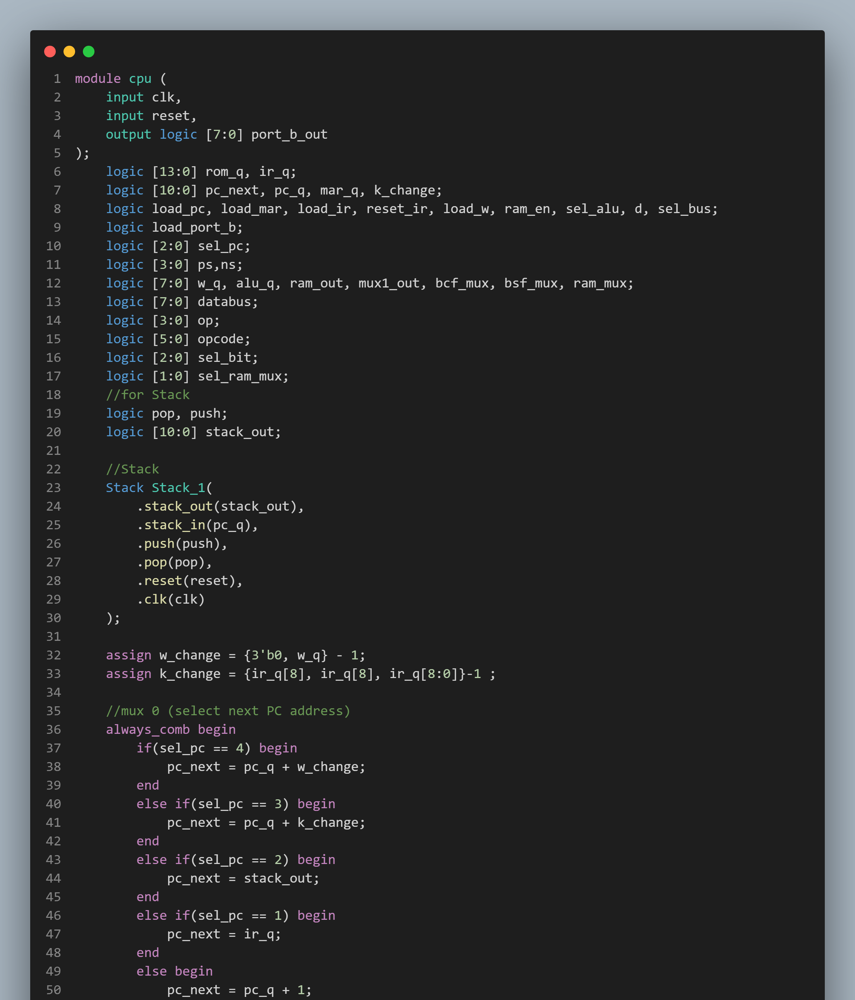 1 module cpu (
2     input clk,
3     input reset,
4     output logic [7:0] port_b_out
5 );
6     logic [13:0] rom_q, ir_q;
7     logic [10:0] pc_next, pc_q, mar_q, k_change;
8     logic load_pc, load_mar, load_ir, reset_ir, load_w, ram_en, sel_alu, d, sel_bus;
9     logic load_port_b;
10     logic [2:0] sel_pc;
11     logic [3:0] ps,ns;
12     logic [7:0] w_q, alu_q, ram_out, mux1_out, bcf_mux, bsf_mux, ram_mux;
13     logic [7:0] databus;
14     logic [3:0] op;
15     logic [5:0] opcode;
16     logic [2:0] sel_bit;
17     logic [1:0] sel_ram_mux;
18     //for Stack
19     logic pop, push;
20     logic [10:0] stack_out;
21
22     //Stack
23     Stack Stack_1(
24         .stack_out(stack_out),
25         .stack_in(pc_q),
26         .push(push),
27         .pop(pop),
28         .reset(reset),
29         .clk(clk)
30     );
31
32     assign w_change = {3'b0, w_q} - 1;
33     assign k_change = {ir_q[8], ir_q[8], ir_q[8:0]}-1 ;
34
35     //mux 0 (select next PC address)
36     always_comb begin
37         if(sel_pc == 4) begin
38             pc_next = pc_q + w_change;
39         end
40         else if(sel_pc == 3) begin
41             pc_next = pc_q + k_change;
42         end
43         else if(sel_pc == 2) begin
44             pc_next = stack_out;
45         end
46         else if(sel_pc == 1) begin
47             pc_next = ir_q;
48         end
49         else begin
50             pc_next = pc_q + 1;